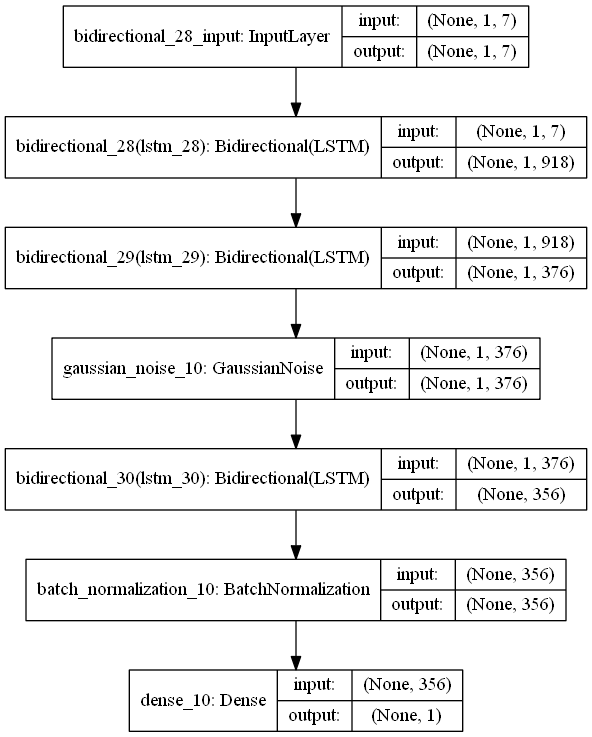 bidirectional_28_input: InputLayer
input: (None, 1, 7)
output: (None, 1, 7)
bidirectional_28(lstm_28): Bidirectional(LSTM)
input: (None, 1, 7)
output: (None, 1, 918)
bidirectional_29(lstm_29): Bidirectional(LSTM)
input: (None, 1, 918)
output: (None, 1, 376)
gaussian_noise_10: GaussianNoise
input: (None, 1, 376)
output: (None, 1, 376)
bidirectional_30(lstm_30): Bidirectional(LSTM)
input: (None, 1, 376)
output: (None, 356)
batch_normalization_10: BatchNormalization
input: (None, 356)
output: (None, 356)
dense_10: Dense
input: (None, 356)
output: (None, 1)